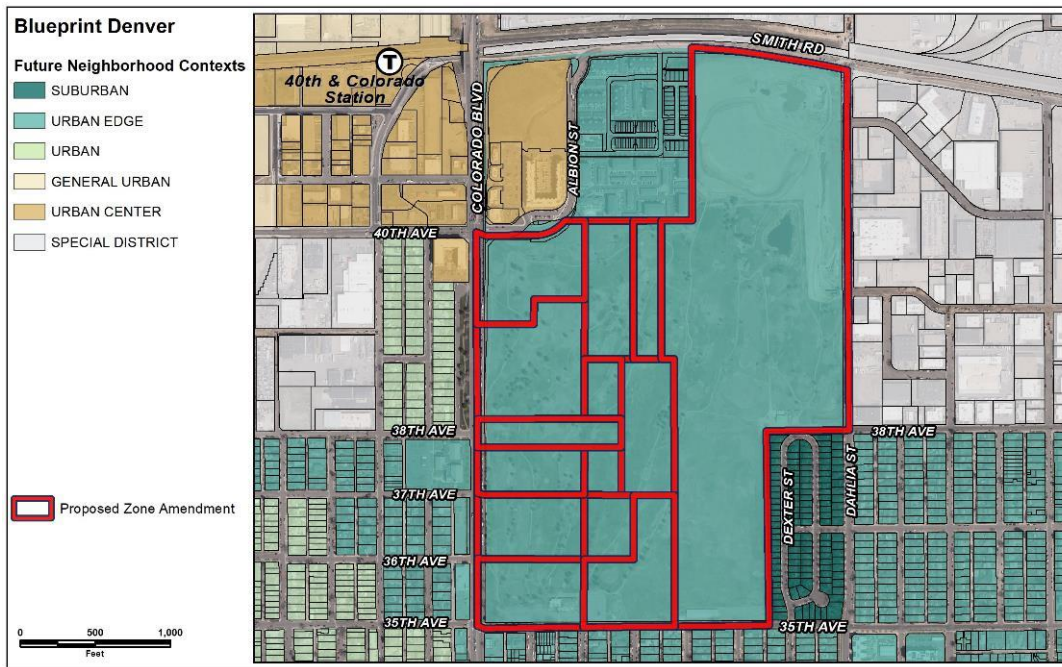 Blueprint Denver
Future Neighborhood Contexts
SUBURBAN
URBAN EDGE
URBAN
GENERAL URBAN
URBAN CENTER
SPECIAL DISTRICT
Proposed Zone Amendment
0 500 1,000
Feet
SMITH RD
T
40th & Colorado
Station
COLORADO BLVD
ALBION ST
40TH AVE
38TH AVE
38TH AVE
37TH AVE
DEXTER ST
DAHLIA ST
36TH AVE
35TH AVE
35TH AVE